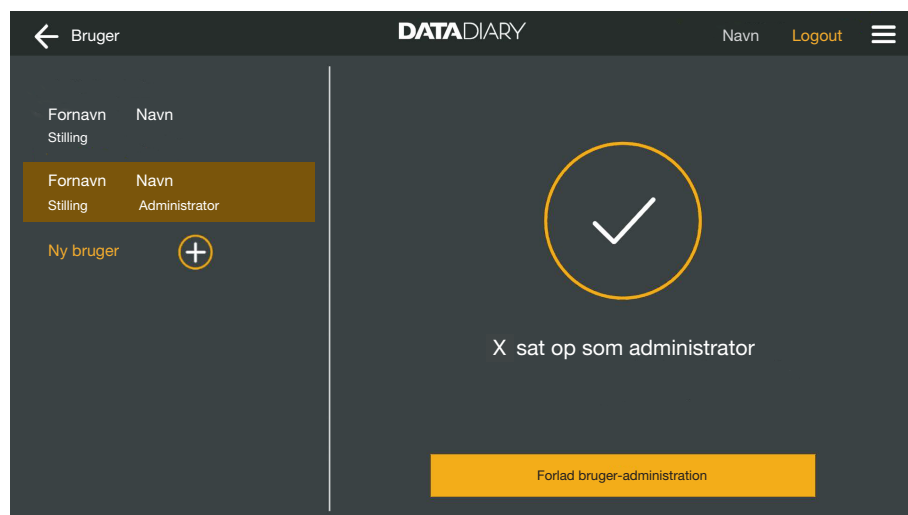 Bruger DATADIARY Navn Logout
Fornavn Navn
Stilling
Fornavn Navn
Stilling Administrator
Ny bruger
X sat op som administrator
Forlad bruger-administration